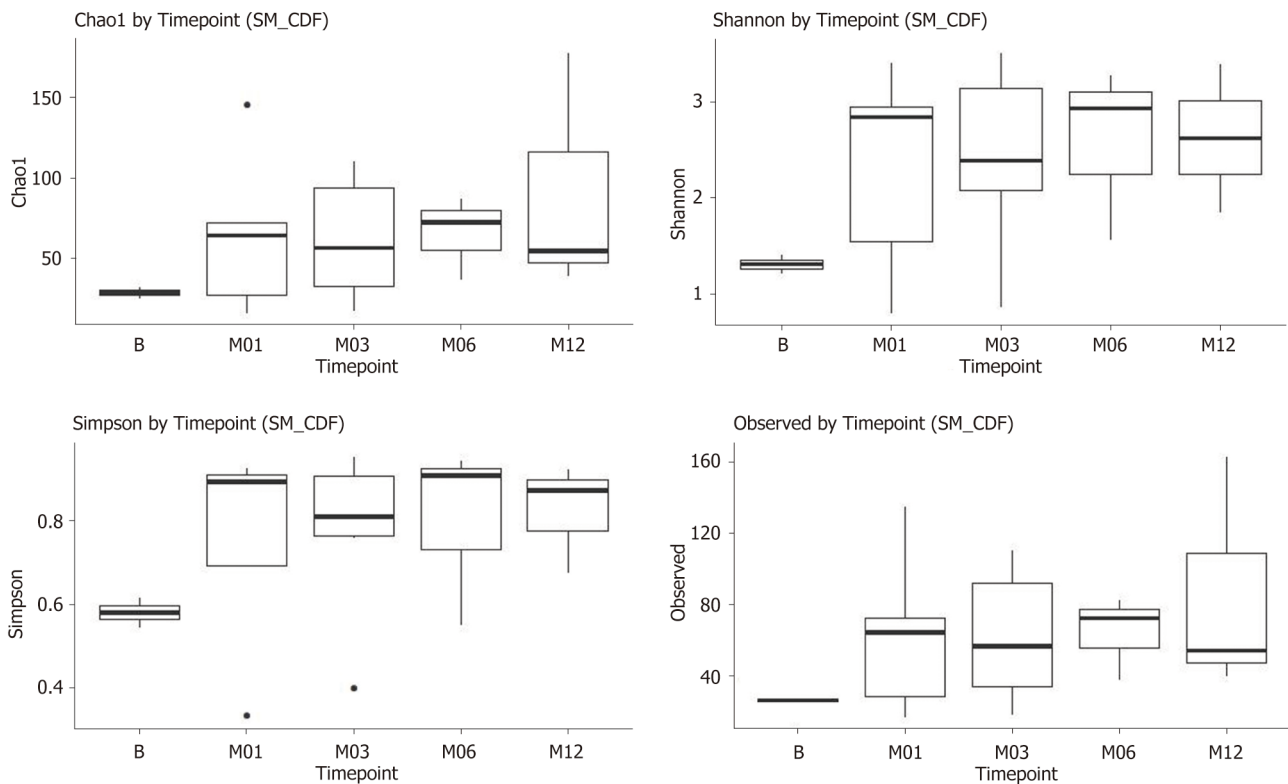 Chao1 by Timepoint (SM_CDF)
150
100
50
Chao1
B M01 M03 M06 M12
Timepoint
Shannon by Timepoint (SM_CDF)
3
2
1
Shannon
B M01 M03 M06 M12
Timepoint
Simpson by Timepoint (SM_CDF)
0.8
0.6
0.4
Simpson
B M01 M03 M06 M12
Timepoint
Observed by Timepoint (SM_CDF)
160
120
80
40
Observed
B M01 M03 M06 M12
Timepoint